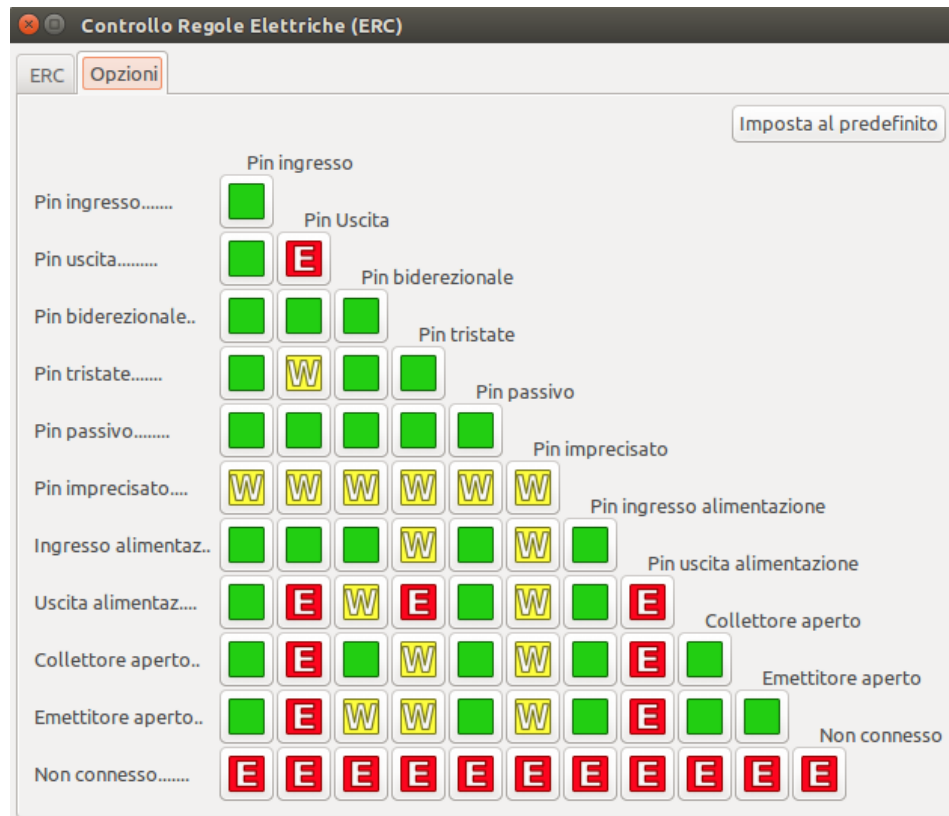 Controllo Regole Elettriche (ERC)
ERC Opzioni
Imposta al predefinito
Pin ingresso
Pin ingresso.......
Pin Uscita
Pin uscita......... E
Pin biderezionale
Pin biderezionale..
Pin tristate
Pin tristate....... W
Pin passivo
Pin passivo........
Pin imprecisato
Pin imprecisato.... W W W W W W
Pin ingresso alimentazione
Ingresso alimentaz.. W W
Pin uscita alimentazione
Uscita alimentaz.... E W E W E
Collettore aperto
Collettore aperto.. E W W E
Emettitore aperto
Emettitore aperto.. E W W W E
Non connesso
Non connesso....... E E E E E E E E E E E